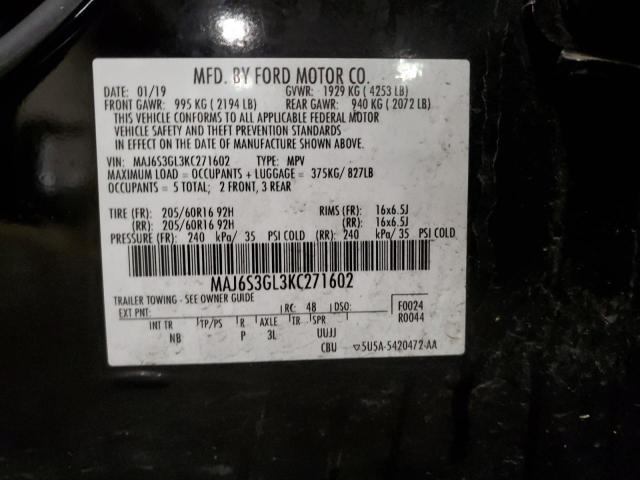 MFD. BY FORD MOTOR CO.
DATE: 01/19 GVWR: 1929 KG ( 4253 LB)
FRONT GAWR: 995 KG ( 2194 LB) REAR GAWR: 940 KG ( 2072 LB)
THIS VEHICLE CONFORMS TO ALL APPLICABLE FEDERAL MOTOR
VEHICLE SAFETY AND THEFT PREVENTION STANDARDS
IN EFFECT ON THE DATE OF MANUFACTURE SHOWN ABOVE.
VIN: MAJ6S3GL3KC271602 TYPE: MPV
MAXIMUM LOAD = OCCUPANTS + LUGGAGE = 375KG/ 827LB
OCCUPANTS = 5 TOTAL; 2 FRONT, 3 REAR
TIRE (FR): 205/60R16 92H RIMS (FR): 16x6.5J
(RR): 205/60R16 92H (RR): 16x6.5J
PRESSURE (FR): 240 kPa/ 35 PSI COLD (RR): 240 kPa/ 35 PSI COLD
MAJ6S3GL3KC271602
TRAILER TOWING - SEE OWNER GUIDE
EXT PNT: RC: 48 DSO: F0024
R0044
INT TR TP/PS R AXLE TR SPR
NB P 3L UUJJ
CBU ▽5U5A-5420472-AA